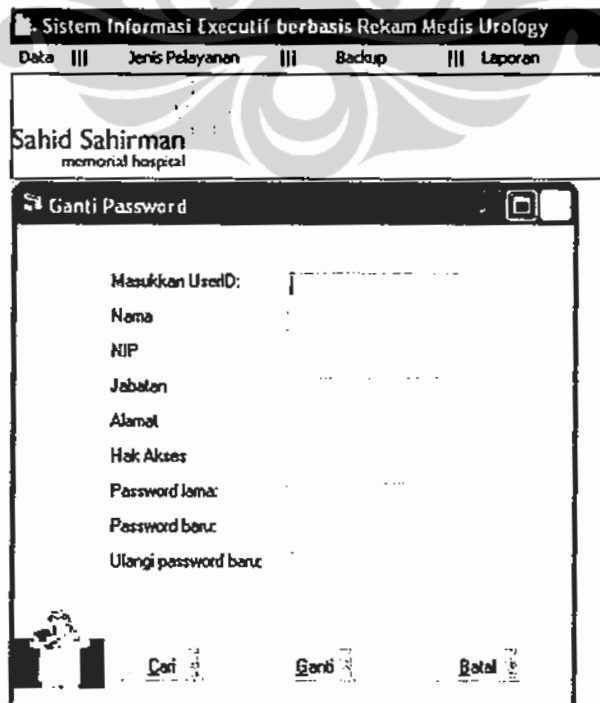 Sistem Informasi Executif berbasis Rekam Medis Urology
Data ||| Jenis Pelayanan ||| Backup ||| Laporan
Sahid Sahirman
memorial hospital
Ganti Password
Masukkan UserID:
Nama
NIP
Jabatan
Alamat
Hak Akses
Password lama:
Password baru:
Ulangi password baru:
Cari Ganti Batal